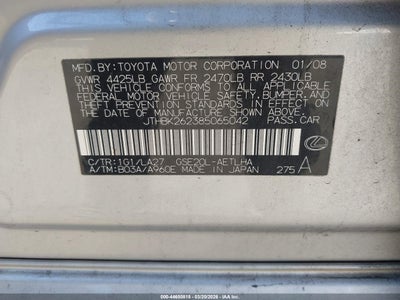 MFD.BY:TOYOTA MOTOR CORPORATION 01/08
GVWR 4425LB GAWR FR 2470LB RR 2430LB
THIS VEHICLE CONFORMS TO ALL APPLICABLE
FEDERAL MOTOR VEHICLE SAFETY, BUMPER, AND
THEFT PREVENTION STANDARDS IN EFFECT ON
THE DATE OF MANUFACTURE SHOWN ABOVE.
JTHBK262385065042 PASS.CAR
C/TR:1G1/LA27 GSE20L-AETLHA
A/TM:B03A/A960E MADE IN JAPAN 275 A
ID: 44655915 - 03/20/2026 - IAA